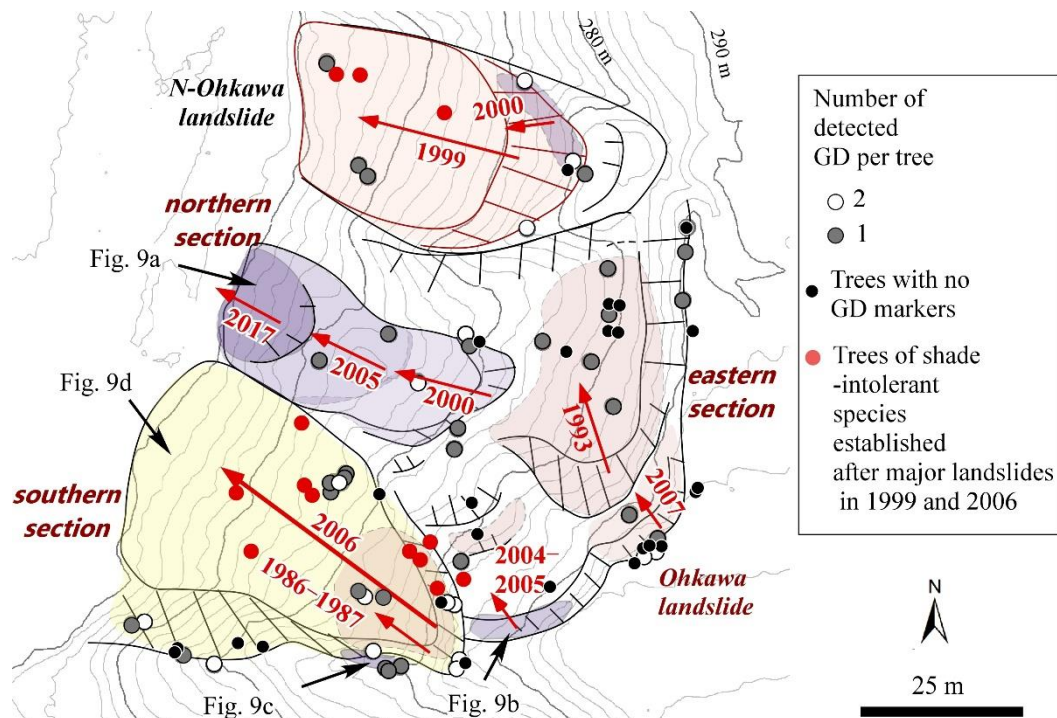 280 m
290 m
N-Ohkawa
landslide
2000
1999
northern
section
Fig. 9a
2017
2005
2000
Fig. 9d
eastern
section
1993
southern
section
2006
2007
1986–1987
2004–
2005
Ohkawa
landslide
Fig. 9c
Fig. 9b
Number of
detected
GD per tree
2
1
Trees with no
GD markers
Trees of shade
-intolerant
species
established
after major landslides
in 1999 and 2006
N
25 m